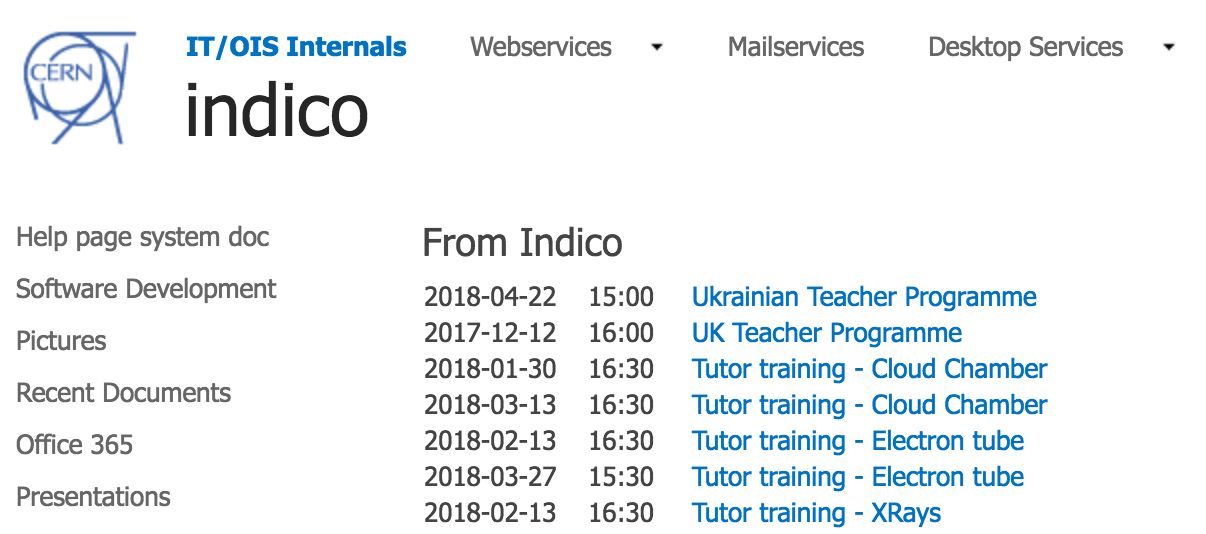 CERN
IT/OIS Internals Webservices Mailservices Desktop Services
indico
Help page system doc
Software Development
Pictures
Recent Documents
Office 365
Presentations
From Indico
2018-04-22 15:00 Ukrainian Teacher Programme
2017-12-12 16:00 UK Teacher Programme
2018-01-30 16:30 Tutor training - Cloud Chamber
2018-03-13 16:30 Tutor training - Cloud Chamber
2018-02-13 16:30 Tutor training - Electron tube
2018-03-27 15:30 Tutor training - Electron tube
2018-02-13 16:30 Tutor training - XRays